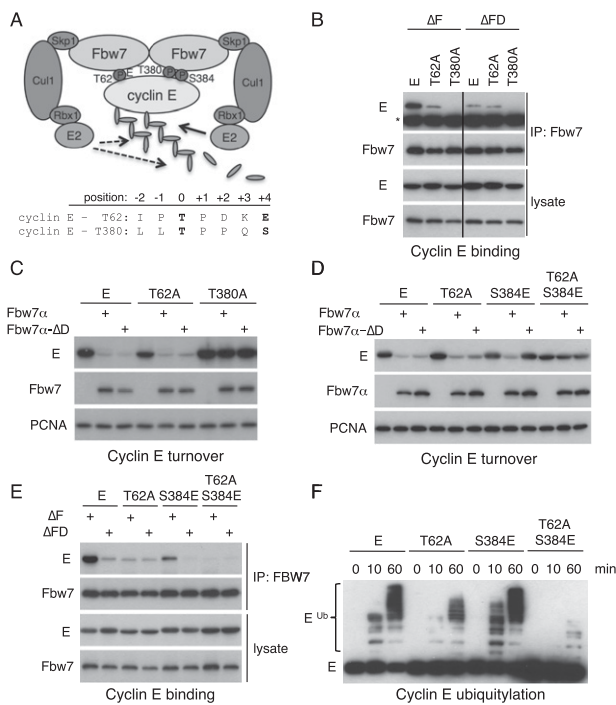 A
Skp1
Fbw7
Fbw7
Skp1
T62
P
E
T380
P
P
S384
Cul1
cyclin E
Cul1
Rbx1
E2
Rbx1
E2
position: -2 -1 0 +1 +2 +3 +4
cyclin E - T62: I P T P D K E
cyclin E - T380: L L T P P Q S
B
ΔF ΔFD
E T62A T380A E T62A T380A
E
*
Fbw7
IP: Fbw7
E
Fbw7
lysate
Cyclin E binding
C
E T62A T380A
Fbw7α + + +
Fbw7α-ΔD + + +
E
Fbw7
PCNA
Cyclin E turnover
D
T62A
E T62A S384E S384E
Fbw7α + + + +
Fbw7α-ΔD + + + +
E
Fbw7α
PCNA
Cyclin E turnover
E
T62A
E T62A S384E S384E
ΔF + + + +
ΔFD + + + +
E
Fbw7
IP: FBW7
E
Fbw7
lysate
Cyclin E binding
F
T62A
E T62A S384E S384E
0 10 60 0 10 60 0 10 60 0 10 60 min
E Ub
E
Cyclin E ubiquitylation